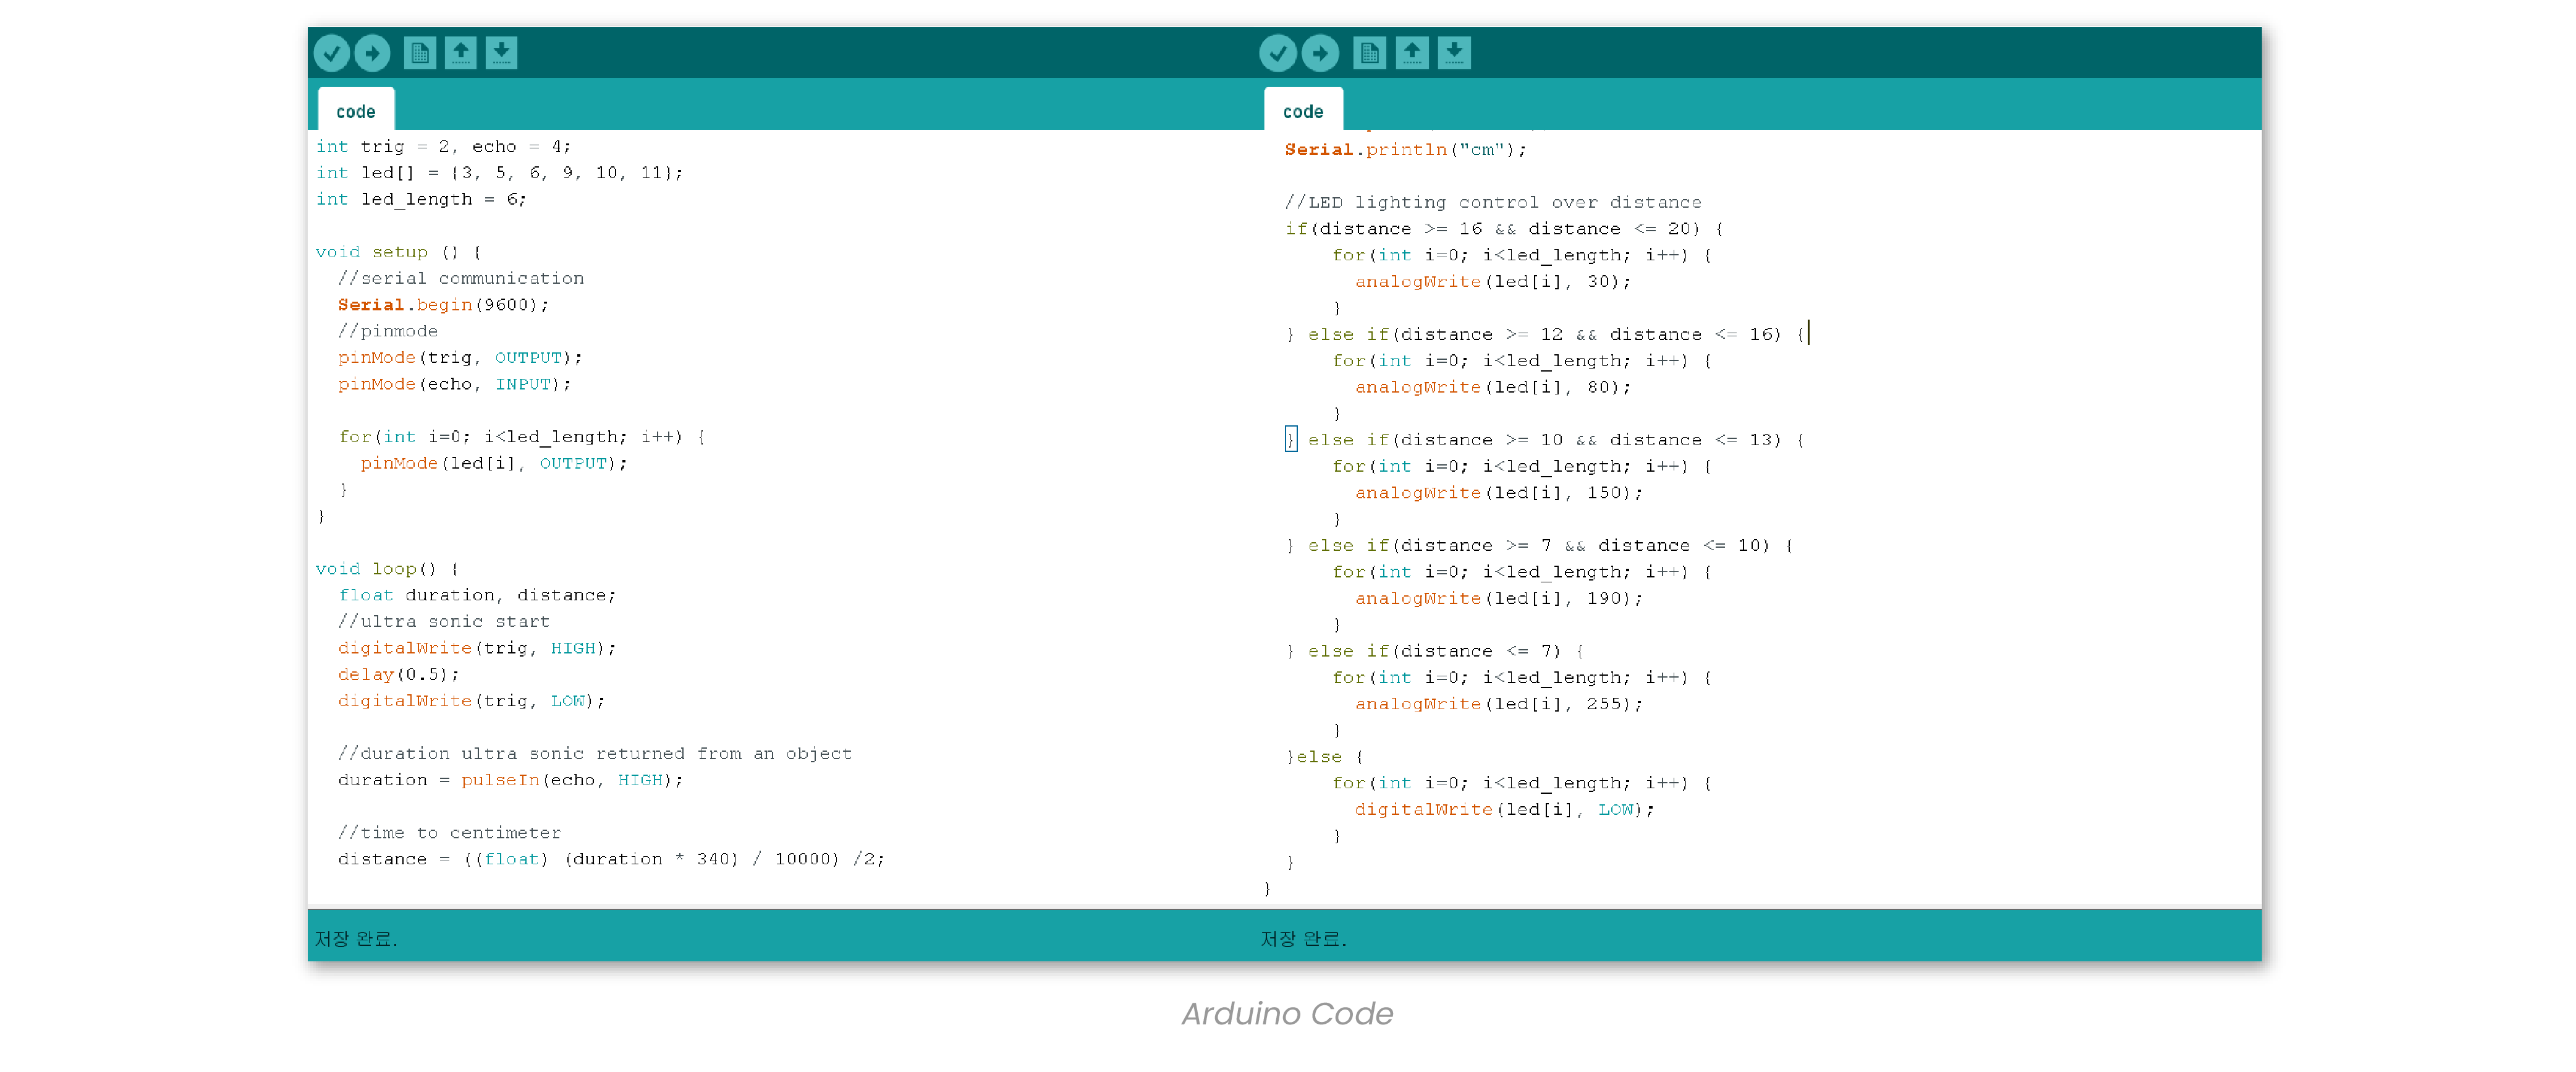 code
int trig = 2, echo = 4;
int led[] = {3, 5, 6, 9, 10, 11};
int led_length = 6;
void setup () {
//serial communication
Serial.begin(9600);
//pinmode
pinMode(trig, OUTPUT);
pinMode(echo, INPUT);
for(int i=0; i<led_length; i++) {
pinMode(led[i], OUTPUT);
}
}
void loop() {
float duration, distance;
//ultra sonic start
digitalWrite(trig, HIGH);
delay(0.5);
digitalWrite(trig, LOW);
//duration ultra sonic returned from an object
duration = pulseIn(echo, HIGH);
//time to centimeter
distance = ((float) (duration * 340) / 10000) /2;
저장 완료.
code
Serial.println("cm");
//LED lighting control over distance
if(distance >= 16 && distance <= 20) {
for(int i=0; i<led_length; i++) {
analogWrite(led[i], 30);
}
} else if(distance >= 12 && distance <= 16) {
for(int i=0; i<led_length; i++) {
analogWrite(led[i], 80);
}
} else if(distance >= 10 && distance <= 13) {
for(int i=0; i<led_length; i++) {
analogWrite(led[i], 150);
}
} else if(distance >= 7 && distance <= 10) {
for(int i=0; i<led_length; i++) {
analogWrite(led[i], 190);
}
} else if(distance <= 7) {
for(int i=0; i<led_length; i++) {
analogWrite(led[i], 255);
}
}else {
for(int i=0; i<led_length; i++) {
digitalWrite(led[i], LOW);
}
}
}
저장 완료.
Arduino Code